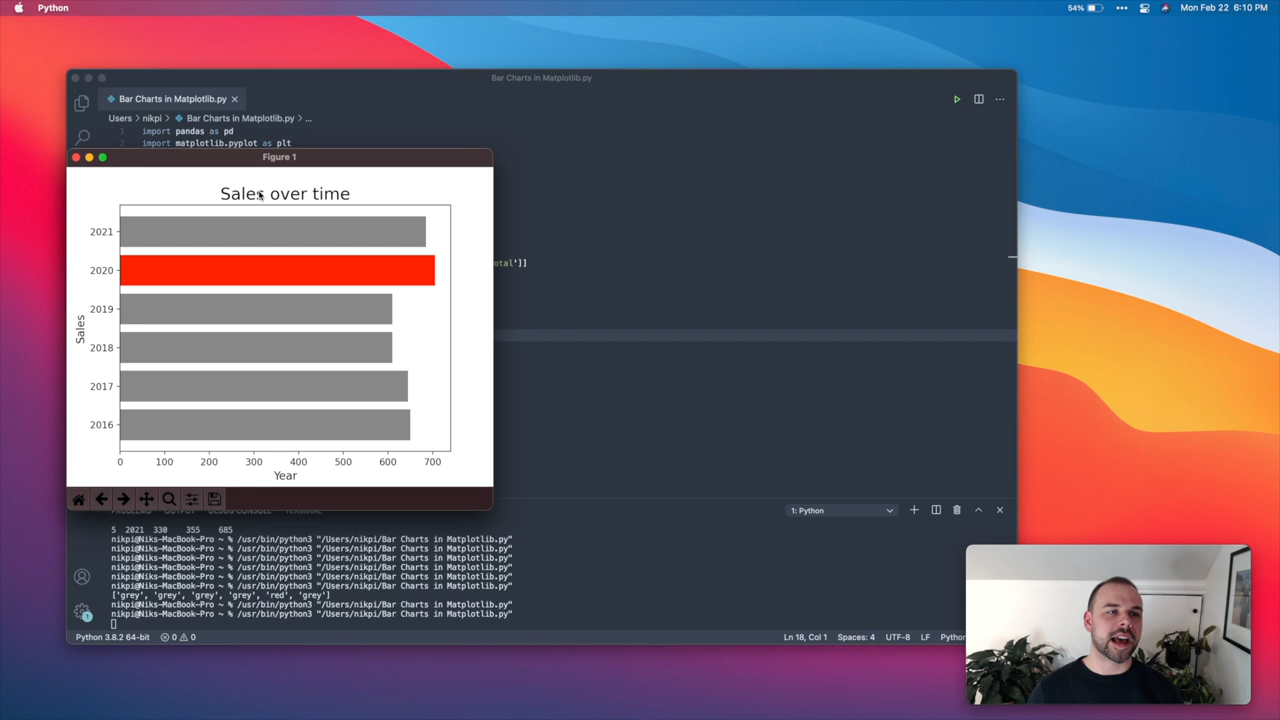 Python
54%
Mon Feb 22 6:10 PM
Bar Charts in Matplotlib.py
Bar Charts in Matplotlib.py
Users > nikpi > Bar Charts in Matplotlib.py > ...
1 import pandas as pd
2 import matplotlib.pyplot as plt
Figure 1
Sales over time
2021
2020
2019
2018
2017
2016
Sales
0 100 200 300 400 500 600 700
Year
otal']]
PROBLEMS OUTPUT DEBUG CONSOLE TERMINAL
1: Python
5 2021 330 355 685
nikpi@Niks-MacBook-Pro ~ % /usr/bin/python3 "/Users/nikpi/Bar Charts in Matplotlib.py"
nikpi@Niks-MacBook-Pro ~ % /usr/bin/python3 "/Users/nikpi/Bar Charts in Matplotlib.py"
nikpi@Niks-MacBook-Pro ~ % /usr/bin/python3 "/Users/nikpi/Bar Charts in Matplotlib.py"
nikpi@Niks-MacBook-Pro ~ % /usr/bin/python3 "/Users/nikpi/Bar Charts in Matplotlib.py"
nikpi@Niks-MacBook-Pro ~ % /usr/bin/python3 "/Users/nikpi/Bar Charts in Matplotlib.py"
nikpi@Niks-MacBook-Pro ~ % /usr/bin/python3 "/Users/nikpi/Bar Charts in Matplotlib.py"
['grey', 'grey', 'grey', 'grey', 'red', 'grey']
nikpi@Niks-MacBook-Pro ~ % /usr/bin/python3 "/Users/nikpi/Bar Charts in Matplotlib.py"
nikpi@Niks-MacBook-Pro ~ % /usr/bin/python3 "/Users/nikpi/Bar Charts in Matplotlib.py"
1
Python 3.8.2 64-bit 0 0
Ln 18, Col 1 Spaces: 4 UTF-8 LF Python